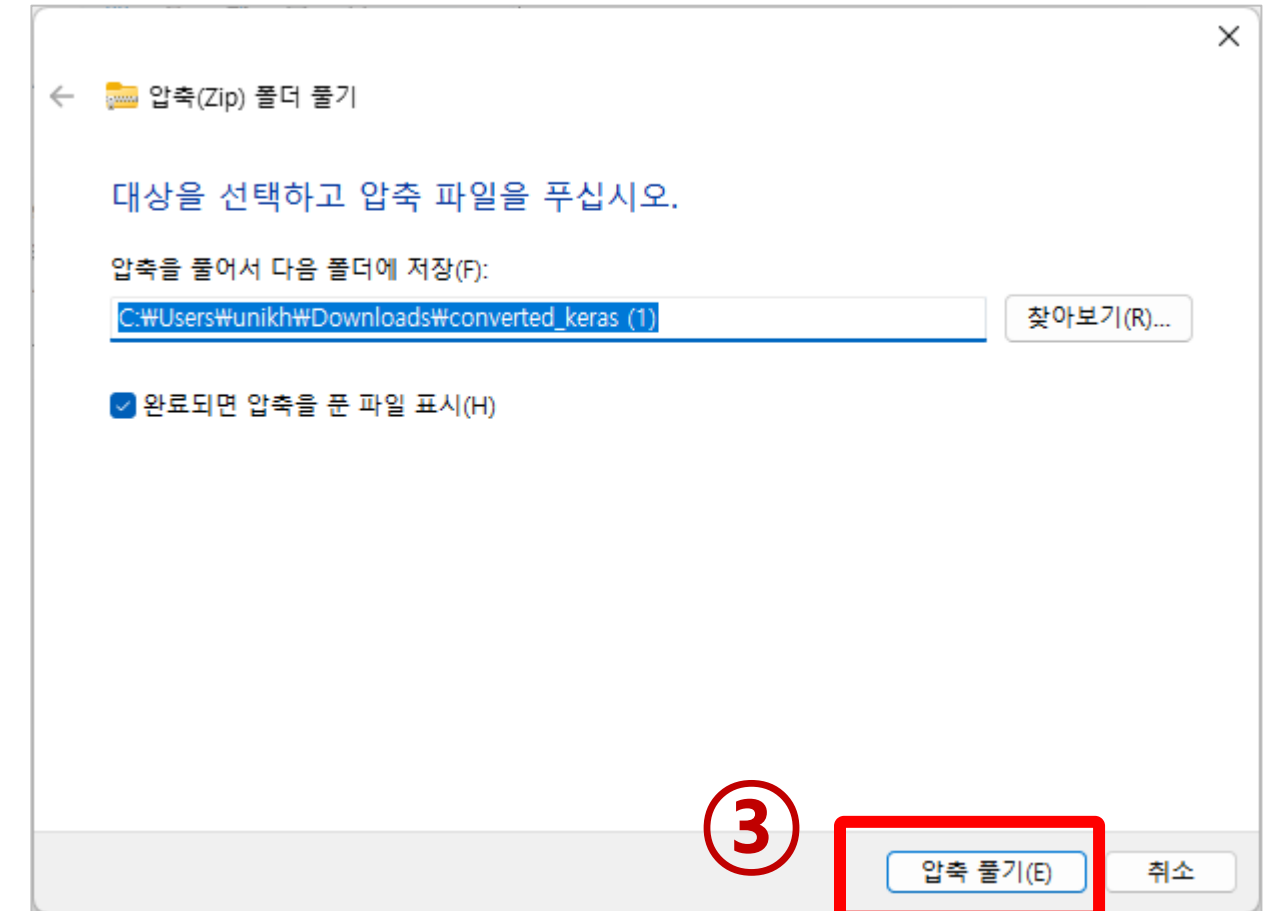 압축(Zip) 폴더 풀기
대상을 선택하고 압축 파일을 푸십시오.
압축을 풀어서 다음 폴더에 저장(F):
C:₩Users₩unikh₩Downloads₩converted_keras (1)
찾아보기(R)...
완료되면 압축을 푼 파일 표시(H)
③
압축 풀기(E)
취소